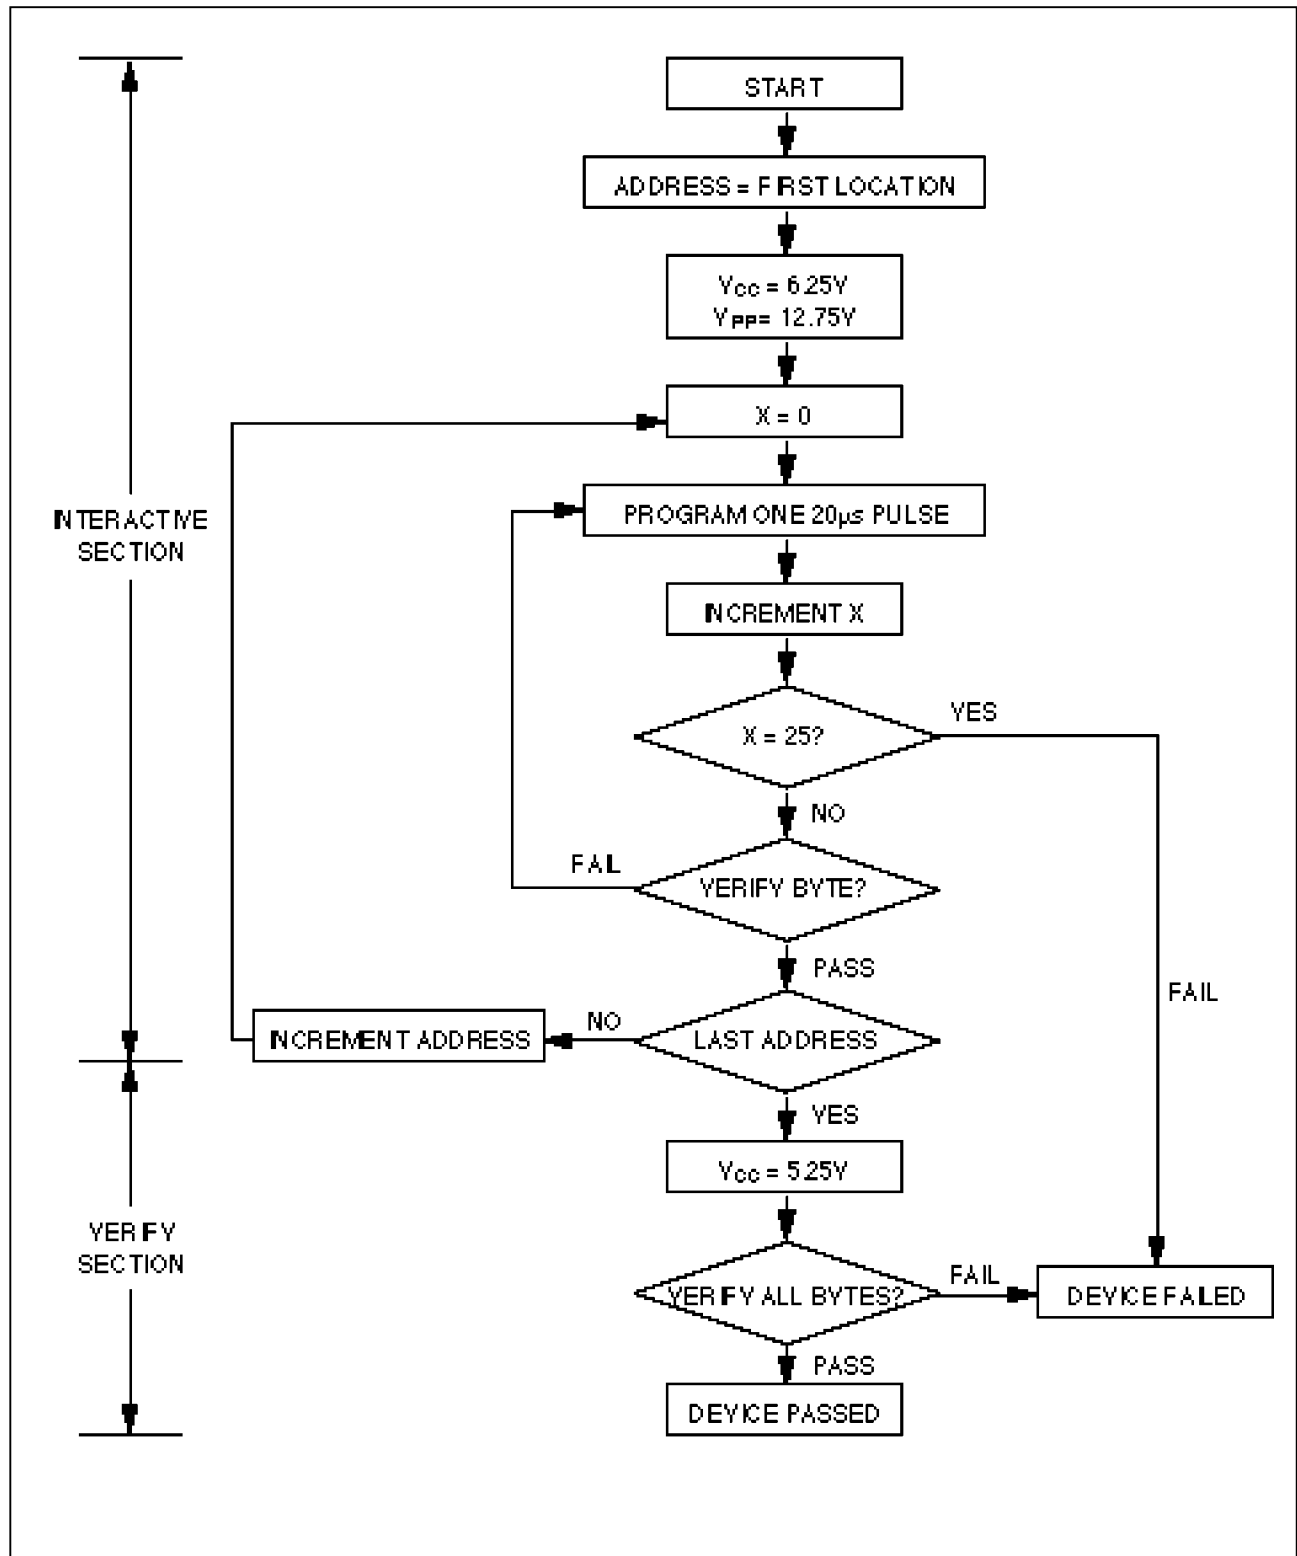 START
ADDRESS = FIRST LOCATION
Vcc = 6.25V
Vpp= 12.75V
X = 0
PROGRAM ONE 20µs PULSE
INTERACTIVE
SECTION
INCREMENT X
X = 25?
YES
NO
FAIL
VERIFY BYTE?
PASS
FAIL
INCREMENT ADDRESS
NO
LAST ADDRESS
YES
Vcc = 5.25V
VERIFY
SECTION
VERIFY ALL BYTES?
FAIL
DEVICE FAILED
PASS
DEVICE PASSED